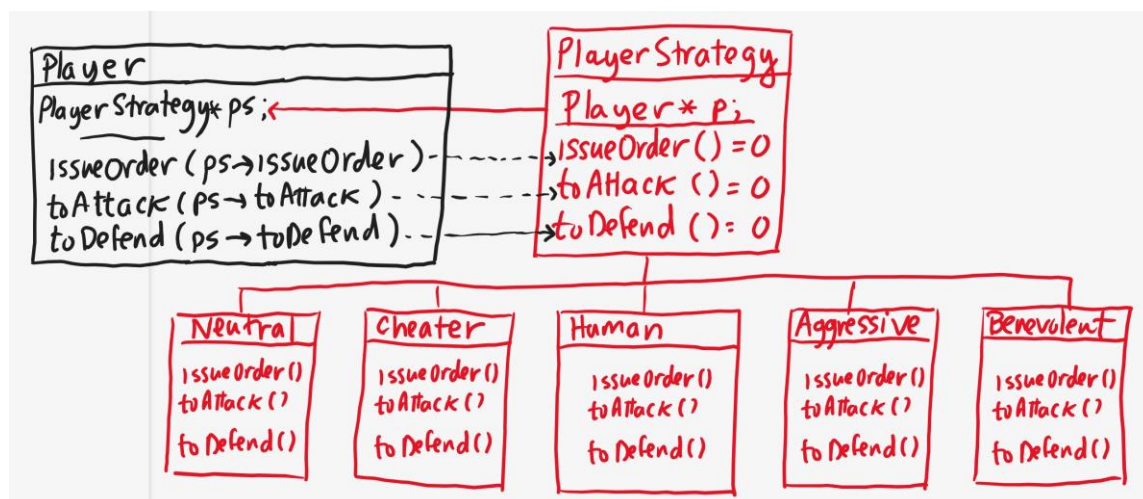 Player
PlayerStrategy* ps;
issueOrder (ps→issueOrder)
toAttack (ps→toAttack)
toDefend (ps→toDefend)
PlayerStrategy
Player* p;
issueOrder () = 0
toAttack () = 0
toDefend () = 0
Neutral
issueOrder ()
toAttack ()
toDefend ()
Cheater
issueOrder ()
toAttack ()
toDefend ()
Human
issueOrder ()
toAttack ()
toDefend ()
Aggressive
issueOrder ()
toAttack ()
toDefend ()
Benevolent
issueOrder ()
toAttack ()
toDefend ()